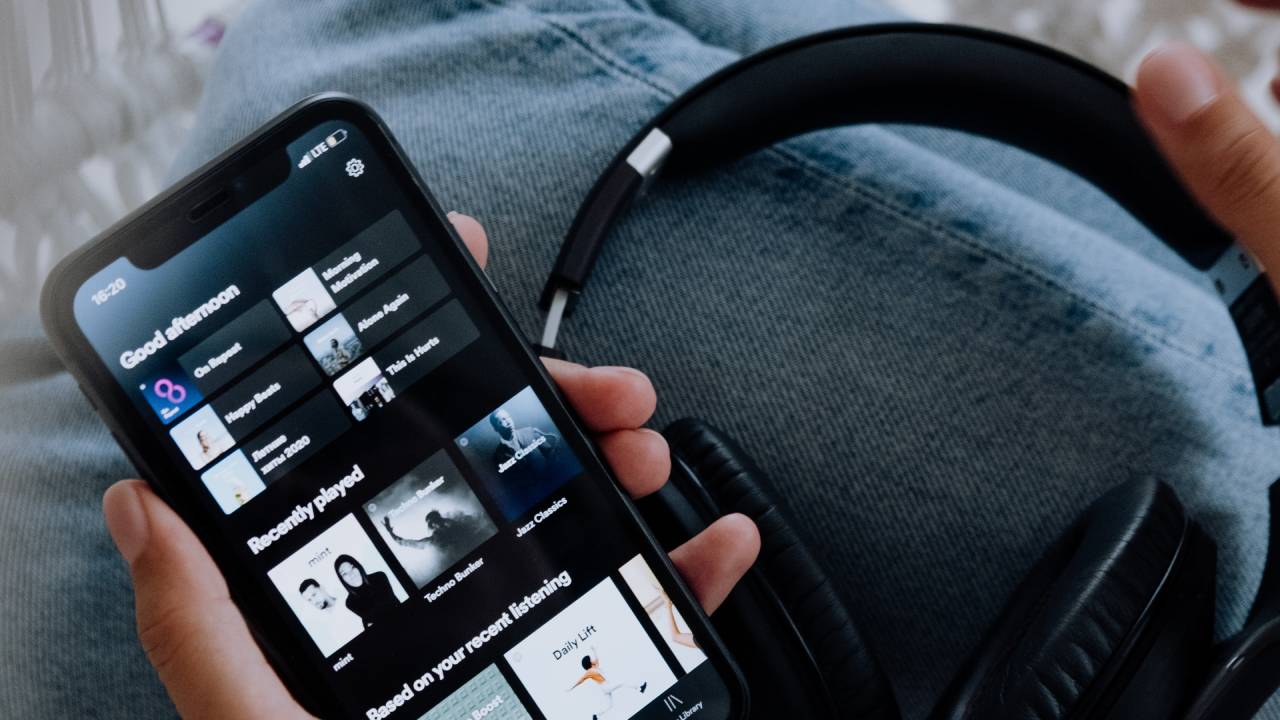 16:20
LTE
Good afternoon
On Repeat
Morning
Motivation
Happy Beats
Alone Again
Летние
хиты 2020
This Is Hurts
Recently played
mint
mint
Techno Bunker
Techno Bunker
Jazz Classics
Jazz Classics
Based on your recent listening
Boost
Daily Lift
Library